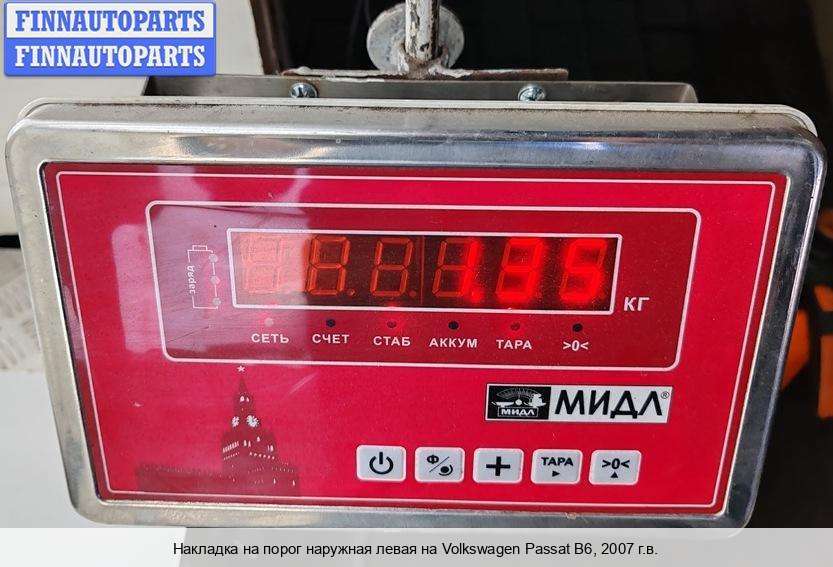 FINNAUTOPARTS
FINNAUTOPARTS
заряд
1.35
КГ
СЕТЬ СЧЕТ СТАБ АККУМ ТАРА >0<
МИДЛ МИДЛ®
Ф ТАРА >0<
Накладка на порог наружная левая на Volkswagen Passat B6, 2007 г.в.